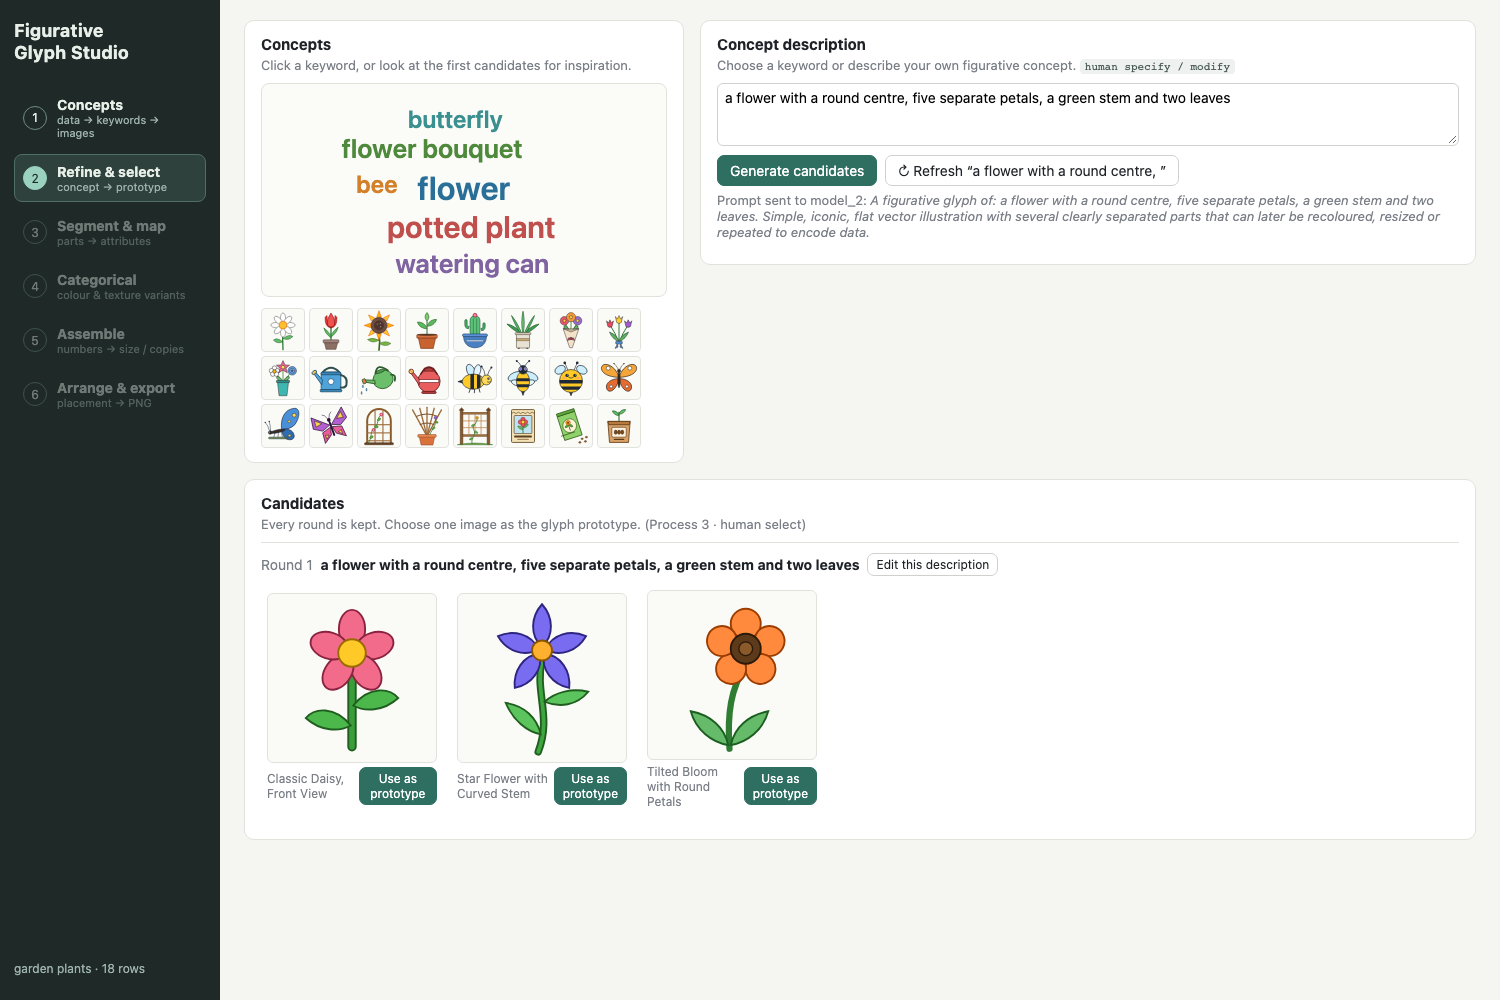 Figurative
Glyph Studio
1
Concepts
data → keywords →
images
2
Refine & select
concept → prototype
3
Segment & map
parts → attributes
4
Categorical
colour & texture variants
5
Assemble
numbers → size / copies
6
Arrange & export
placement → PNG
garden plants · 18 rows
Concepts
Click a keyword, or look at the first candidates for inspiration.
butterfly
flower bouquet
bee flower
potted plant
watering can
Concept description
Choose a keyword or describe your own figurative concept. human specify / modify
a flower with a round centre, five separate petals, a green stem and two leaves
Generate candidates
↻ Refresh “a flower with a round centre, ”
Prompt sent to model_2: A figurative glyph of: a flower with a round centre, five separate petals, a green stem and two
leaves. Simple, iconic, flat vector illustration with several clearly separated parts that can later be recoloured, resized or
repeated to encode data.
Candidates
Every round is kept. Choose one image as the glyph prototype. (Process 3 · human select)
Round 1 a flower with a round centre, five separate petals, a green stem and two leaves Edit this description
Classic Daisy,
Front View
Use as
prototype
Star Flower with
Curved Stem
Use as
prototype
Tilted Bloom
with Round
Petals
Use as
prototype